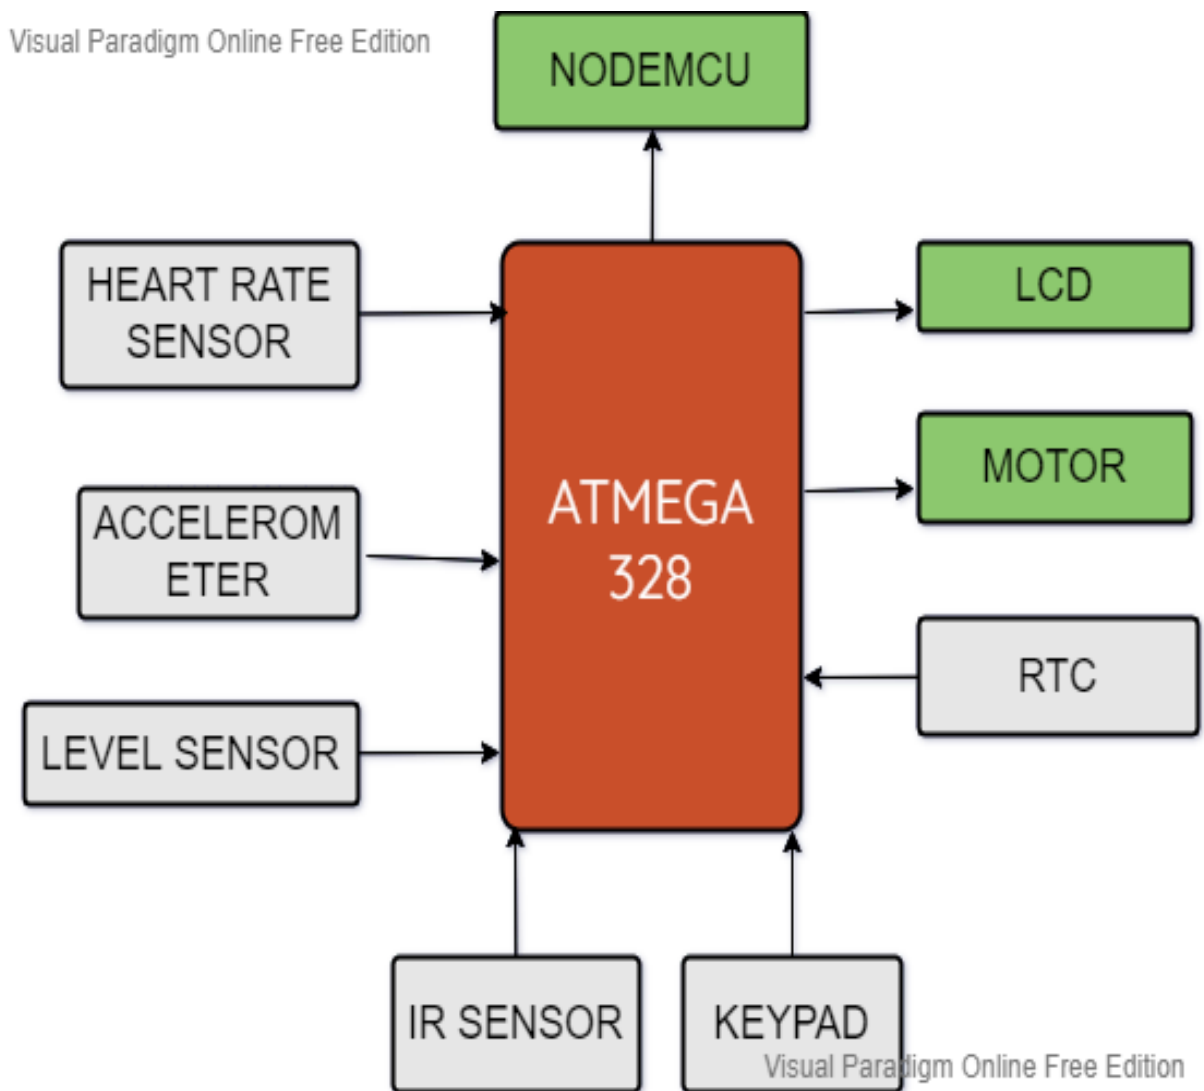 Visual Paradigm Online Free Edition
NODEMCU
HEART RATE
SENSOR
LCD
ACCELEROM
ETER
ATMEGA
328
MOTOR
LEVEL SENSOR
RTC
IR SENSOR
KEYPAD
Visual Paradigm Online Free Edition